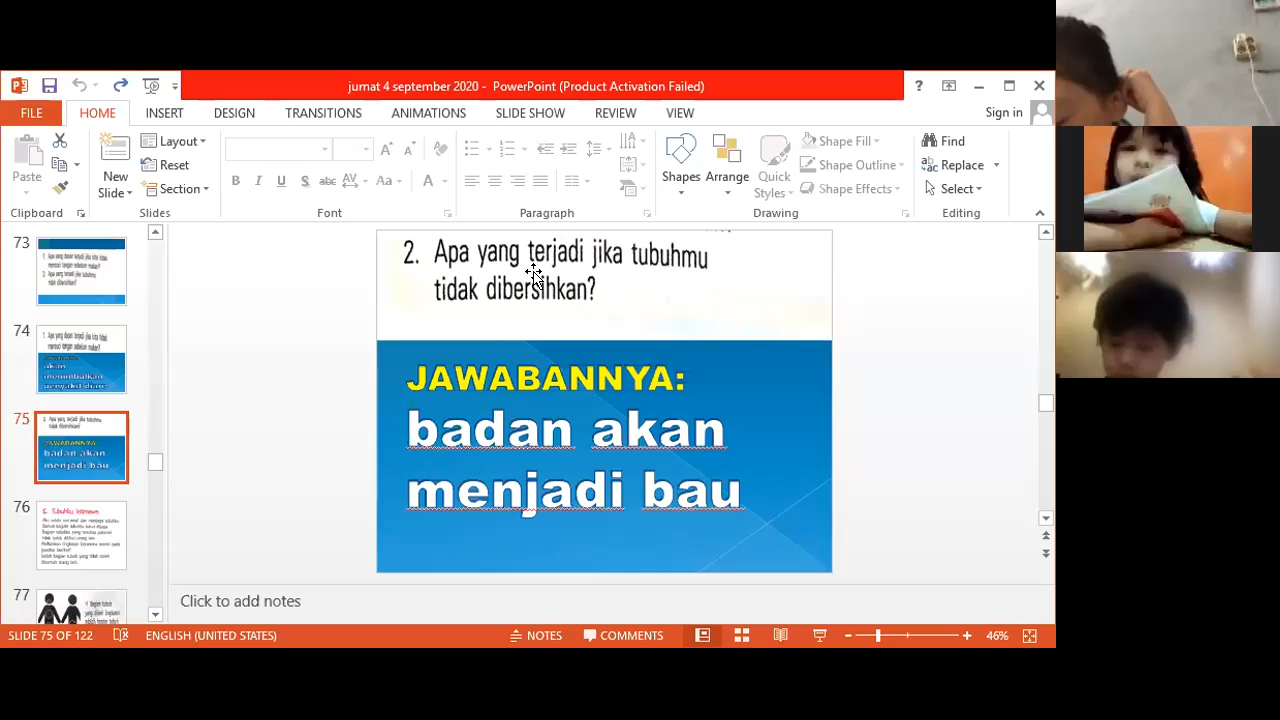 jumat 4 september 2020 - PowerPoint (Product Activation Failed)
FILE HOME INSERT DESIGN TRANSITIONS ANIMATIONS SLIDE SHOW REVIEW VIEW
Sign in
Paste
New
Slide
Layout
Reset
Section
Shapes
Arrange
Quick
Styles
Shape Fill
Shape Outline
Shape Effects
Find
Replace
Select
Clipboard Slides Font Paragraph Drawing Editing
73
74
75
76
77
2. Apa yang terjadi jika tubuhmu
tidak dibersihkan?
JAWABANNYA:
badan akan
menjadi bau
Click to add notes
SLIDE 75 OF 122 ENGLISH (UNITED STATES) NOTES COMMENTS 46%